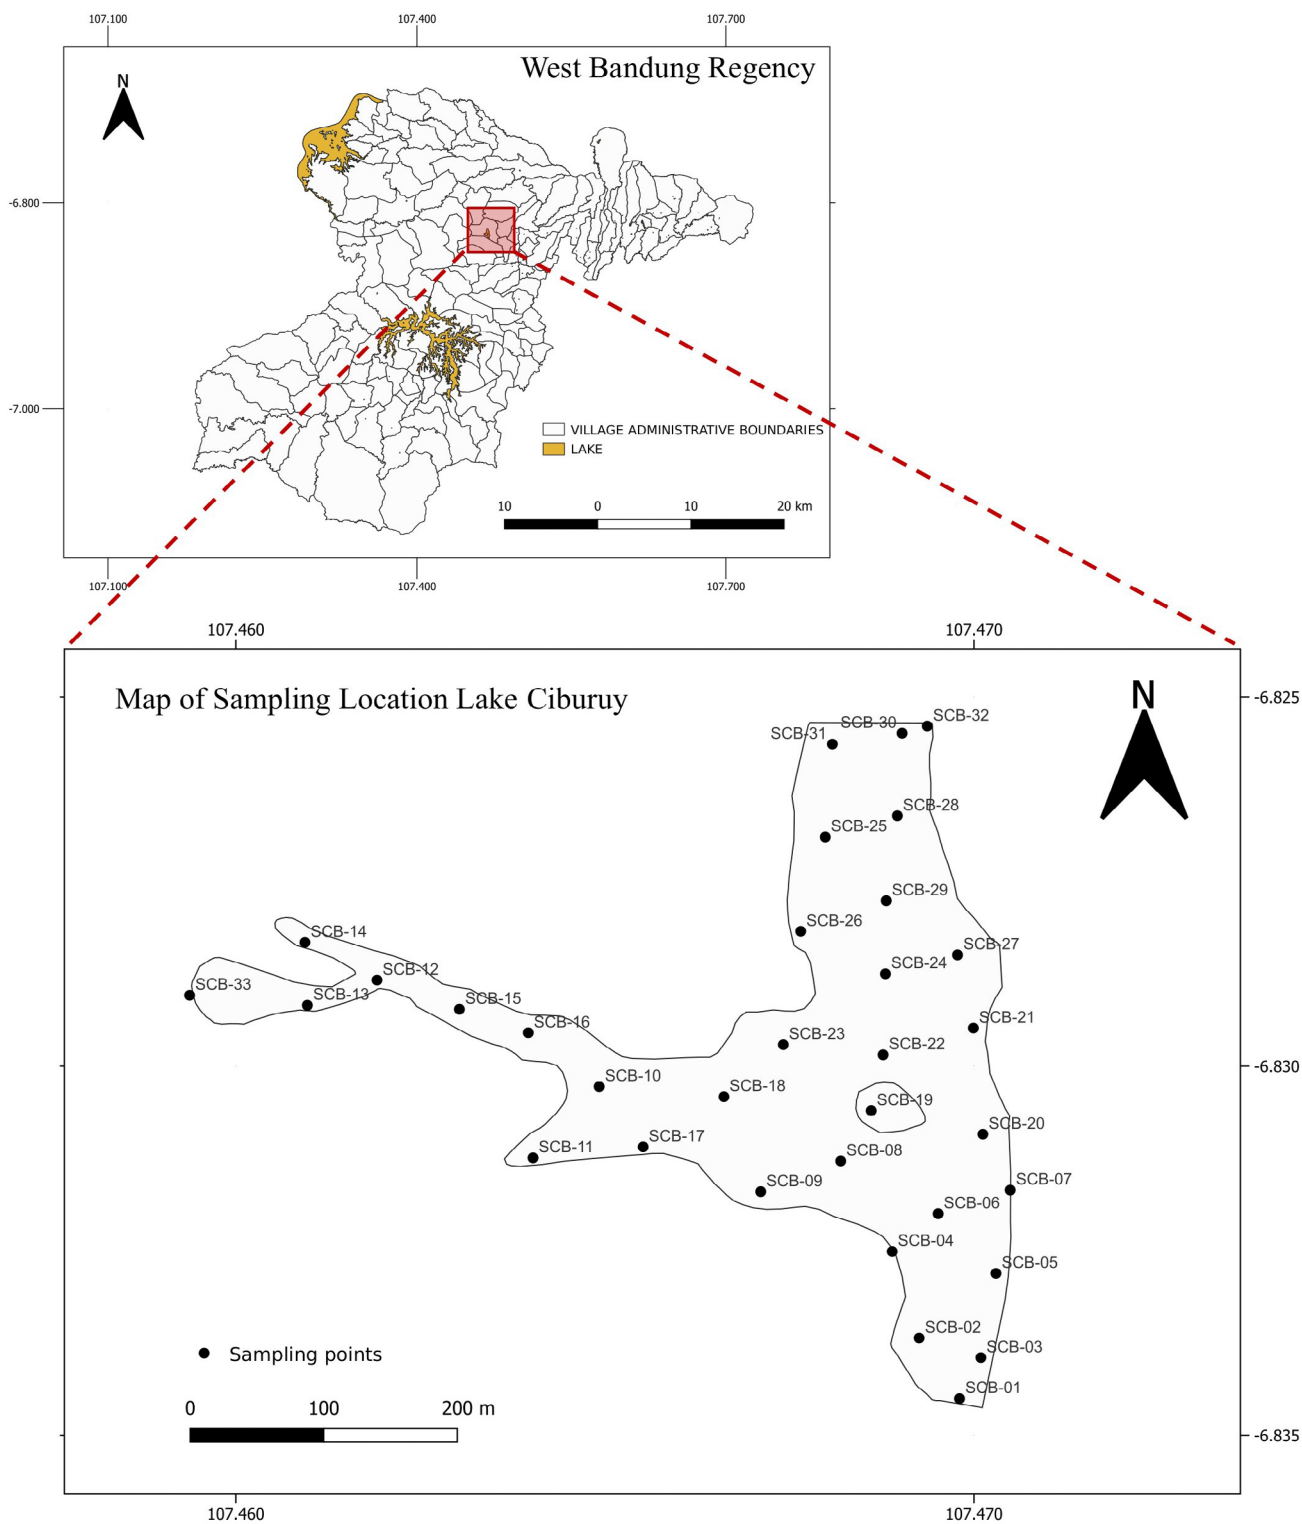 107.100
107.400
107.700
West Bandung Regency
N
-6.800
-7.000
VILLAGE ADMINISTRATIVE BOUNDARIES
LAKE
10 0 10 20 km
107.100
107.400
107.700
107.460
107.470
Map of Sampling Location Lake Ciburuy
N
-6.825
SCB-32
SCB-30
SCB-31
SCB-28
SCB-25
SCB-29
SCB-26
SCB-14
SCB-27
SCB-24
SCB-12
SCB-33
SCB-13
SCB-15
SCB-21
SCB-16
SCB-23
SCB-22
-6.830
SCB-10
SCB-18
SCB-19
SCB-20
SCB-17
SCB-11
SCB-08
SCB-09
SCB-07
SCB-06
SCB-04
SCB-05
SCB-02
SCB-03
SCB-01
Sampling points
0 100 200 m
-6.835
107.460
107.470